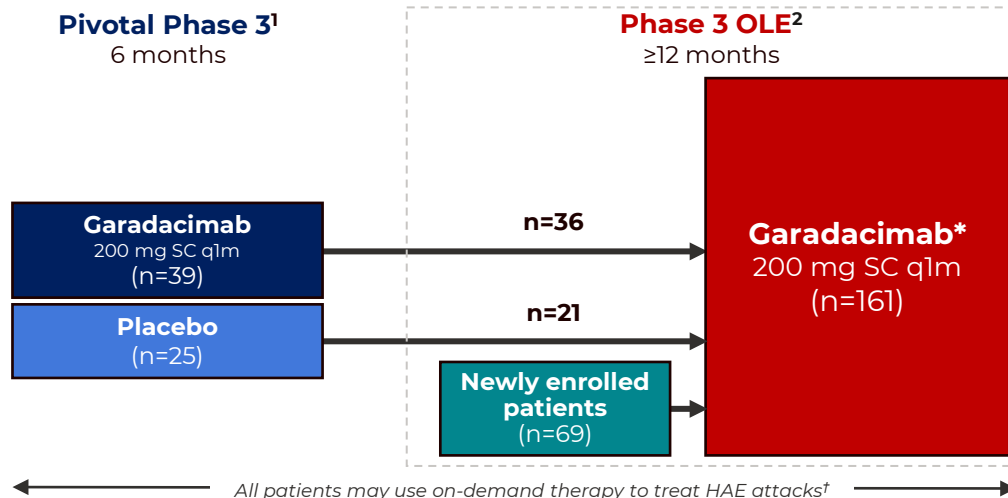 Pivotal Phase 3¹
6 months
Phase 3 OLE²
≥12 months
Garadacimab
200 mg SC q1m
(n=39)
n=36
Garadacimab*
200 mg SC q1m
(n=161)
Placebo
(n=25)
n=21
Newly enrolled
patients
(n=69)
All patients may use on-demand therapy to treat HAE attacks†